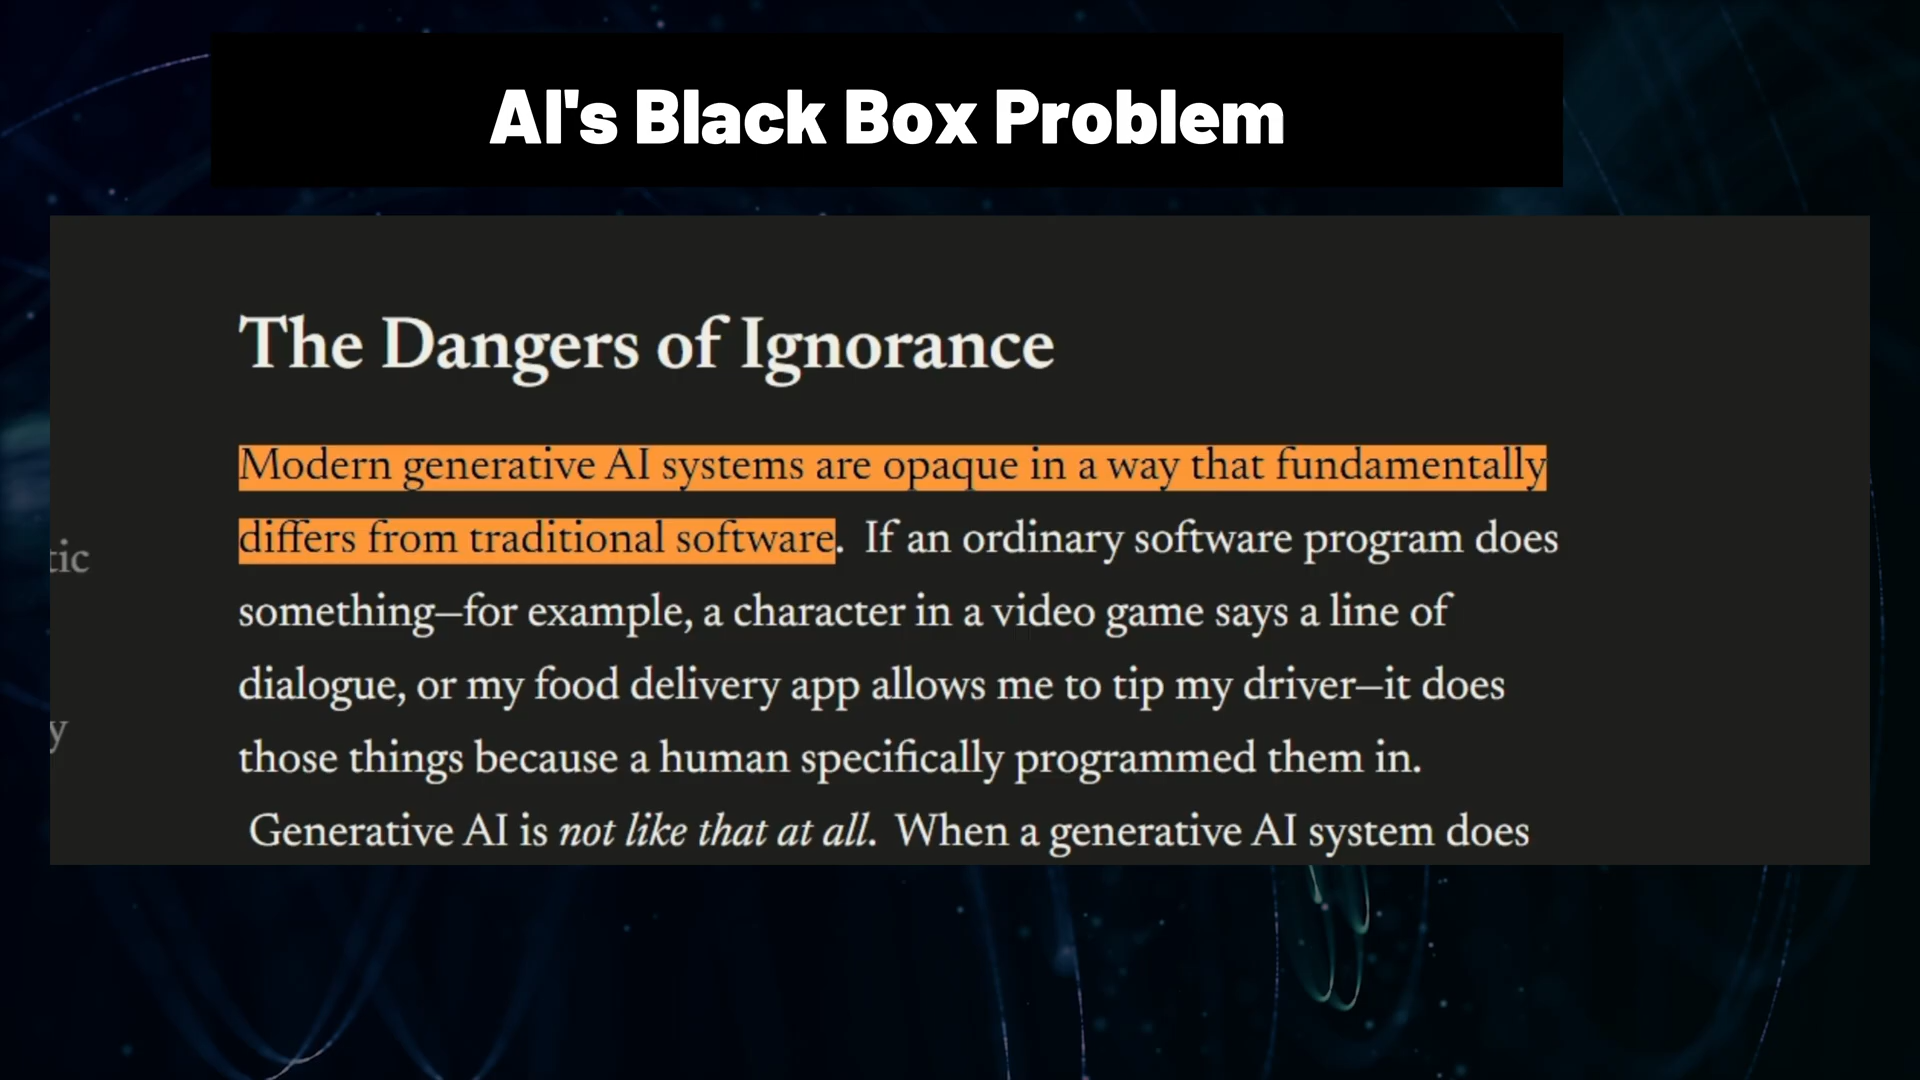 AI's Black Box Problem
The Dangers of Ignorance
Modern generative AI systems are opaque in a way that fundamentally
differs from traditional software.  If an ordinary software program does
tic
something—for example, a character in a video game says a line of
dialogue, or my food delivery app allows me to tip my driver—it does
y
those things because a human specifically programmed them in.
Generative AI is not like that at all.  When a generative AI system does